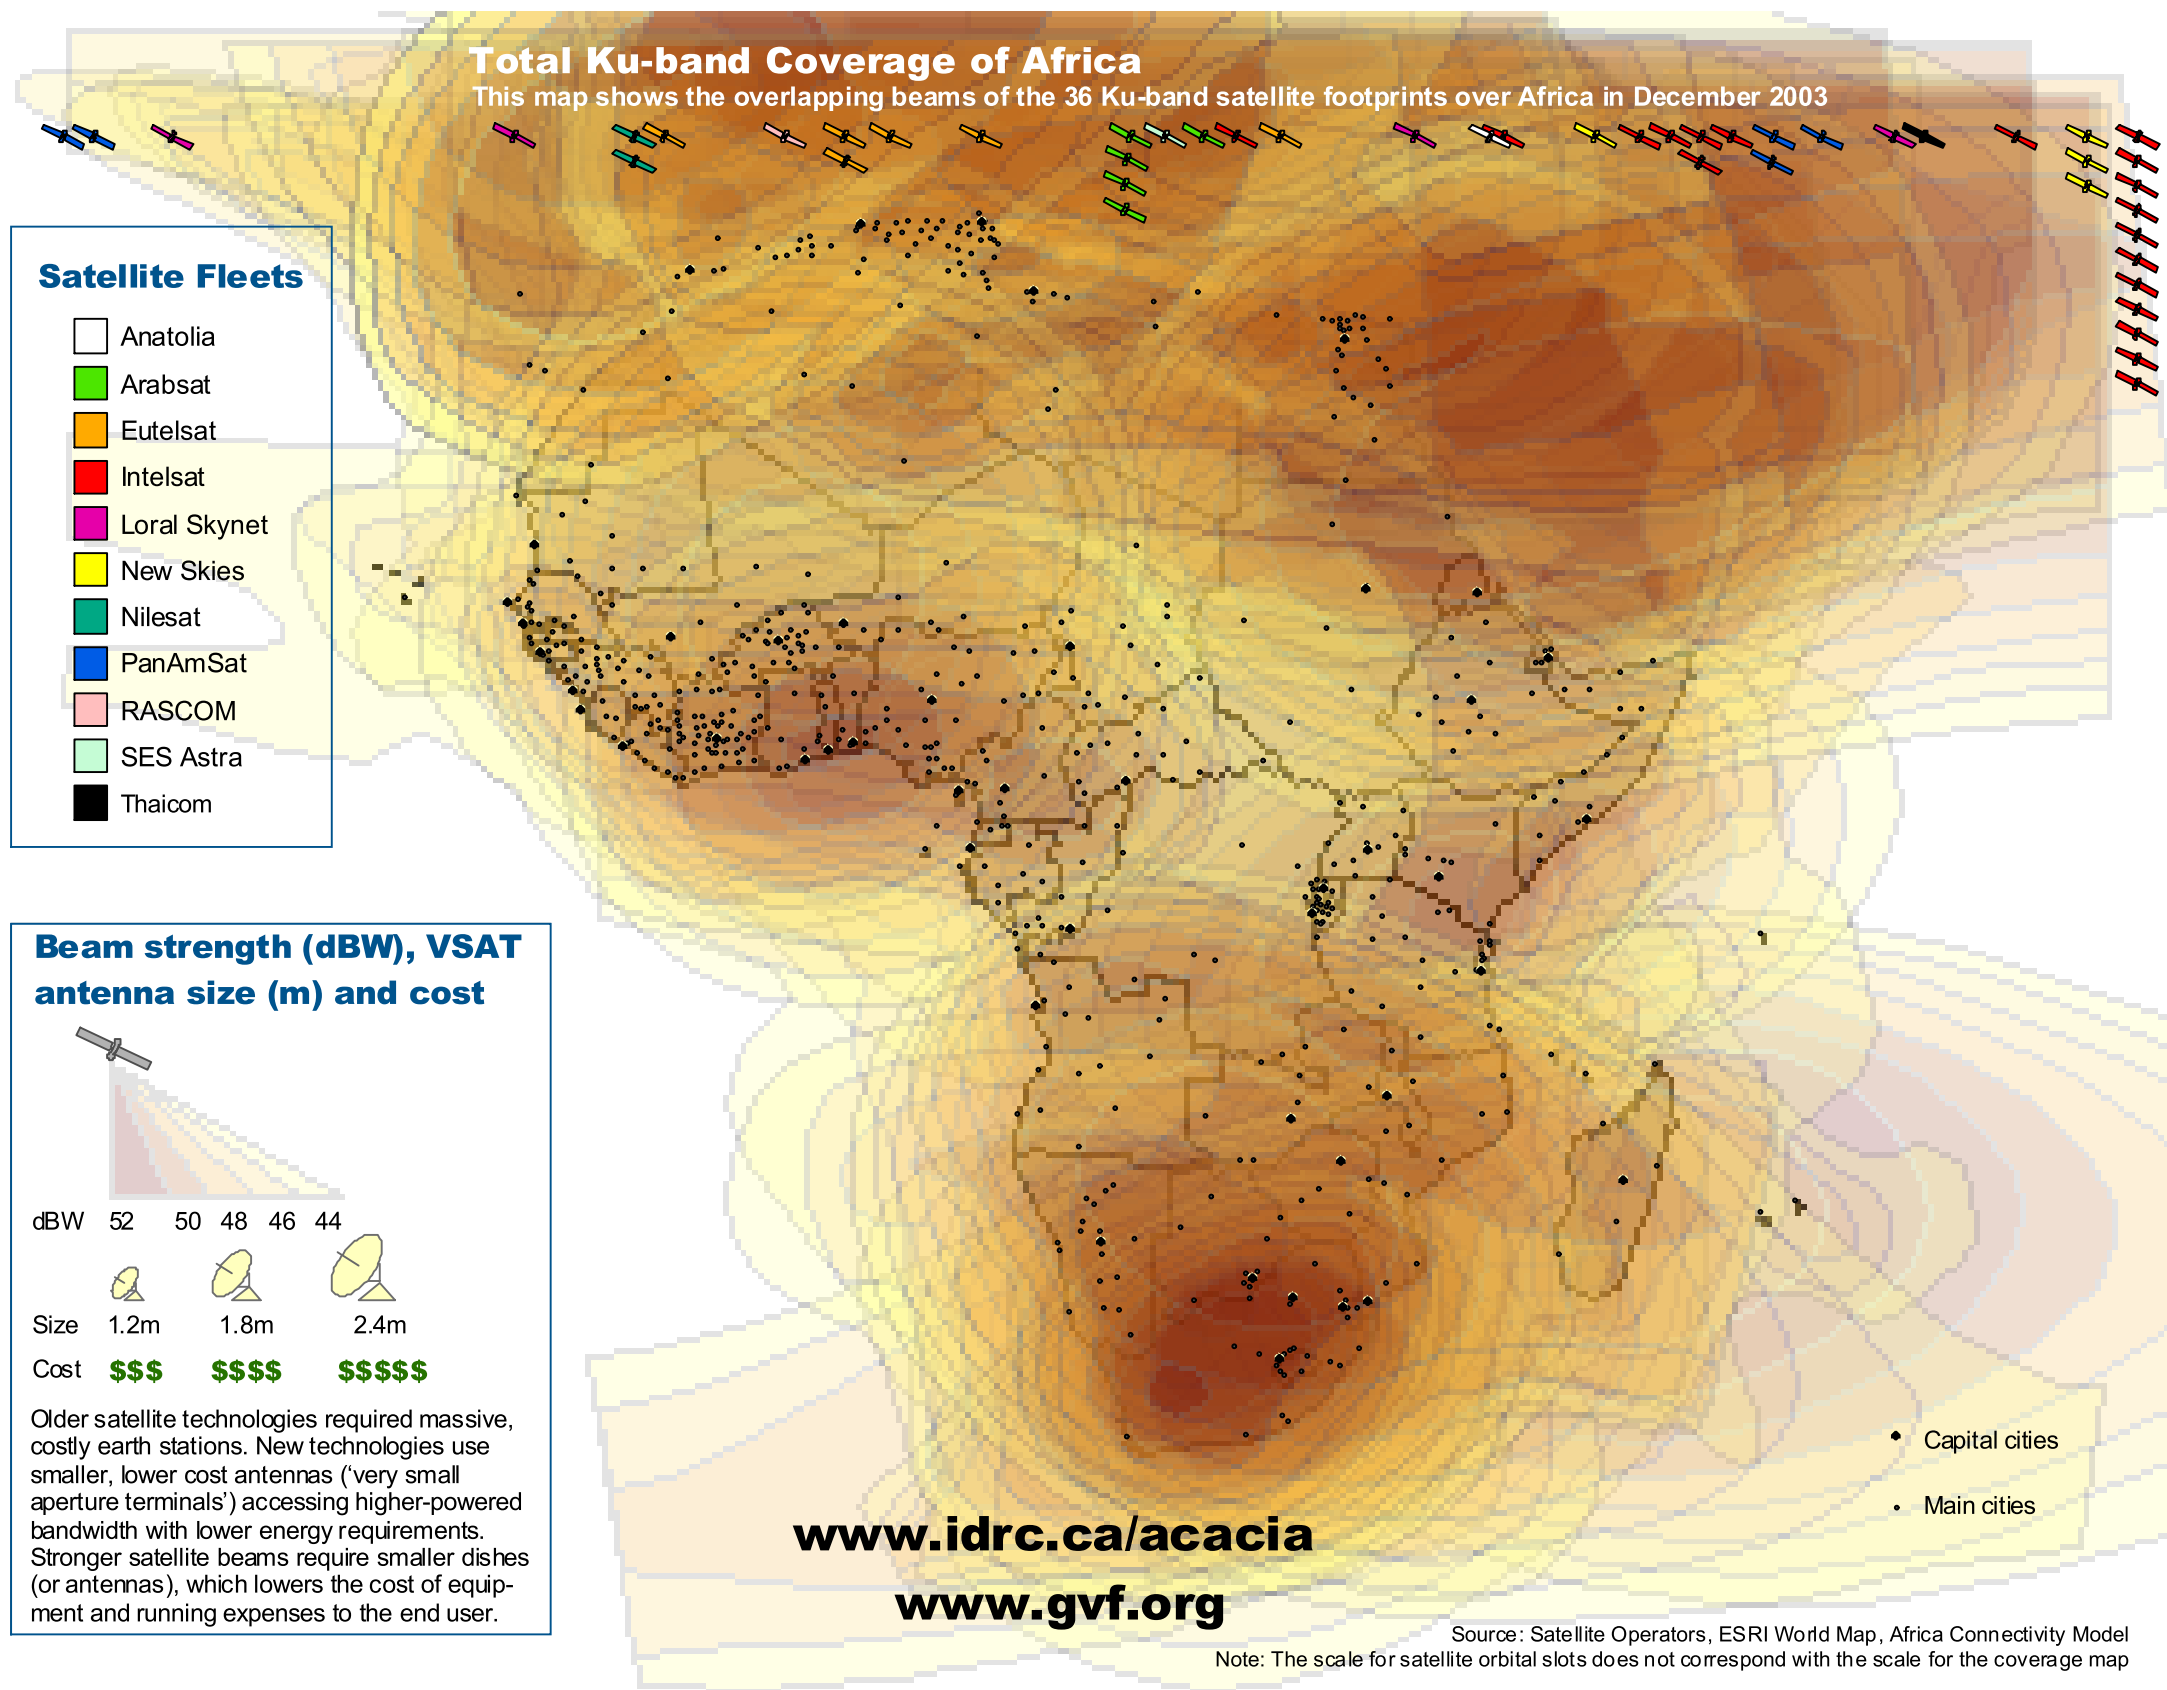 Total Ku-band Coverage of Africa
This map shows the overlapping beams of the 36 Ku-band satellite footprints over Africa in December 2003
Satellite Fleets
Anatolia
Arabsat
Eutelsat
Intelsat
Loral Skynet
New Skies
Nilesat
PanAmSat
RASCOM
SES Astra
Thaicom
Beam strength (dBW), VSAT
antenna size (m) and cost
dBW 52 50 48 46 44
Size 1.2m 1.8m 2.4m
Cost $$$ $$$$ $$$$$
Older satellite technologies required massive,
costly earth stations. New technologies use
smaller, lower cost antennas (‘very small
aperture terminals’) accessing higher-powered
bandwidth with lower energy requirements.
Stronger satellite beams require smaller dishes
(or antennas), which lowers the cost of equip-
ment and running expenses to the end user.
Capital cities
Main cities
www.idrc.ca/acacia
www.gvf.org
Source: Satellite Operators, ESRI World Map, Africa Connectivity Model
Note: The scale for satellite orbital slots does not correspond with the scale for the coverage map